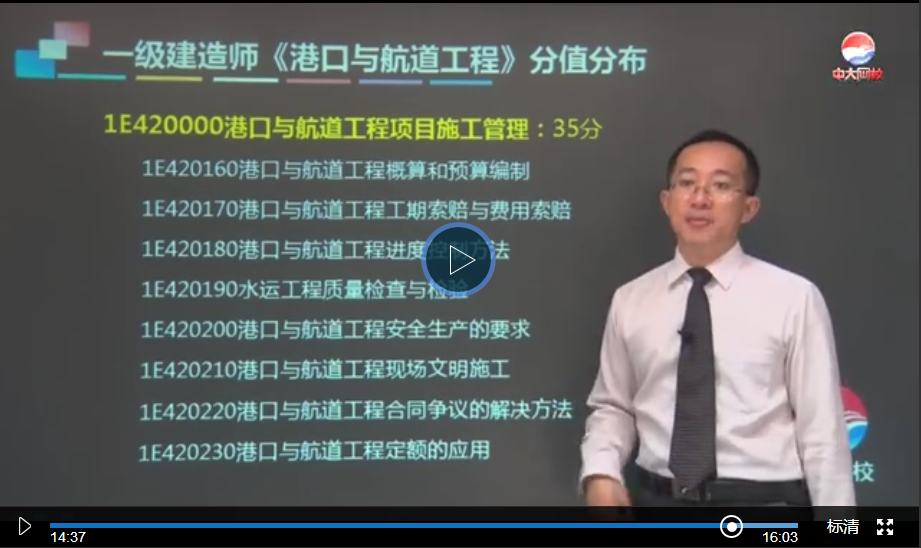 一级建造师《港口与航道工程》分值分布
中大网校
1E420000港口与航道工程项目施工管理：35分
1E420160港口与航道工程概算和预算编制
1E420170港口与航道工程工期索赔与费用索赔
1E420180港口与航道工程进度控制方法
1E420190水运工程质量检查与检验
1E420200港口与航道工程安全生产的要求
1E420210港口与航道工程现场文明施工
1E420220港口与航道工程合同争议的解决方法
1E420230港口与航道工程定额的应用
校
14:37
16:03
标清